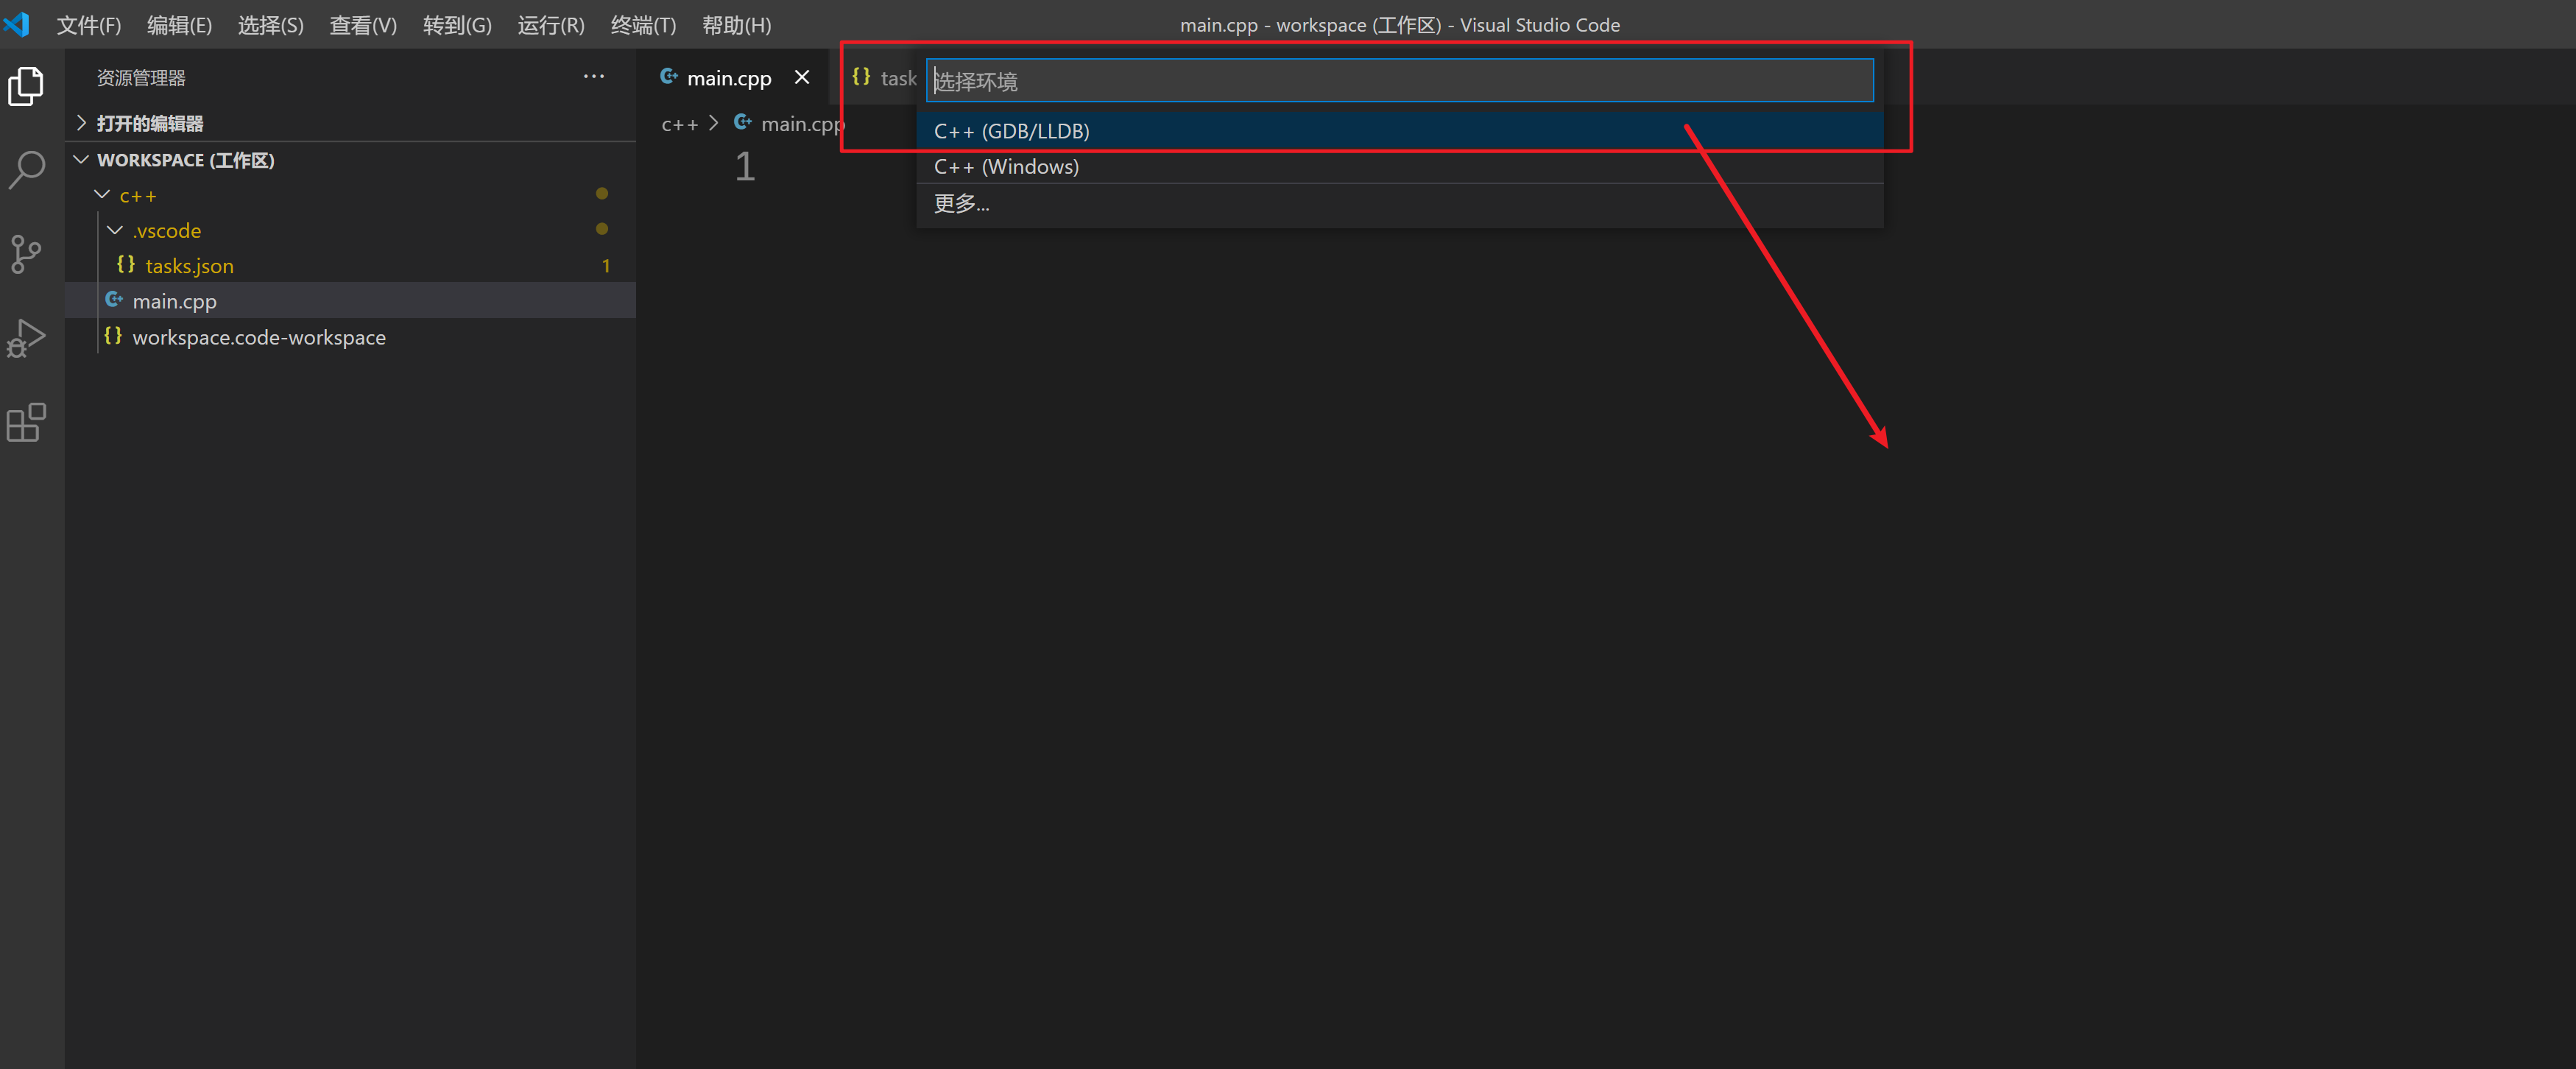 文件(F) 编辑(E) 选择(S) 查看(V) 转到(G) 运行(R) 终端(T) 帮助(H)
main.cpp - workspace (工作区) - Visual Studio Code
资源管理器
打开的编辑器
WORKSPACE (工作区)
c++
.vscode
{} tasks.json 1
main.cpp
{} workspace.code-workspace
main.cpp
{} task
c++ > main.cpp
1
选择环境
C++ (GDB/LLDB)
C++ (Windows)
更多...